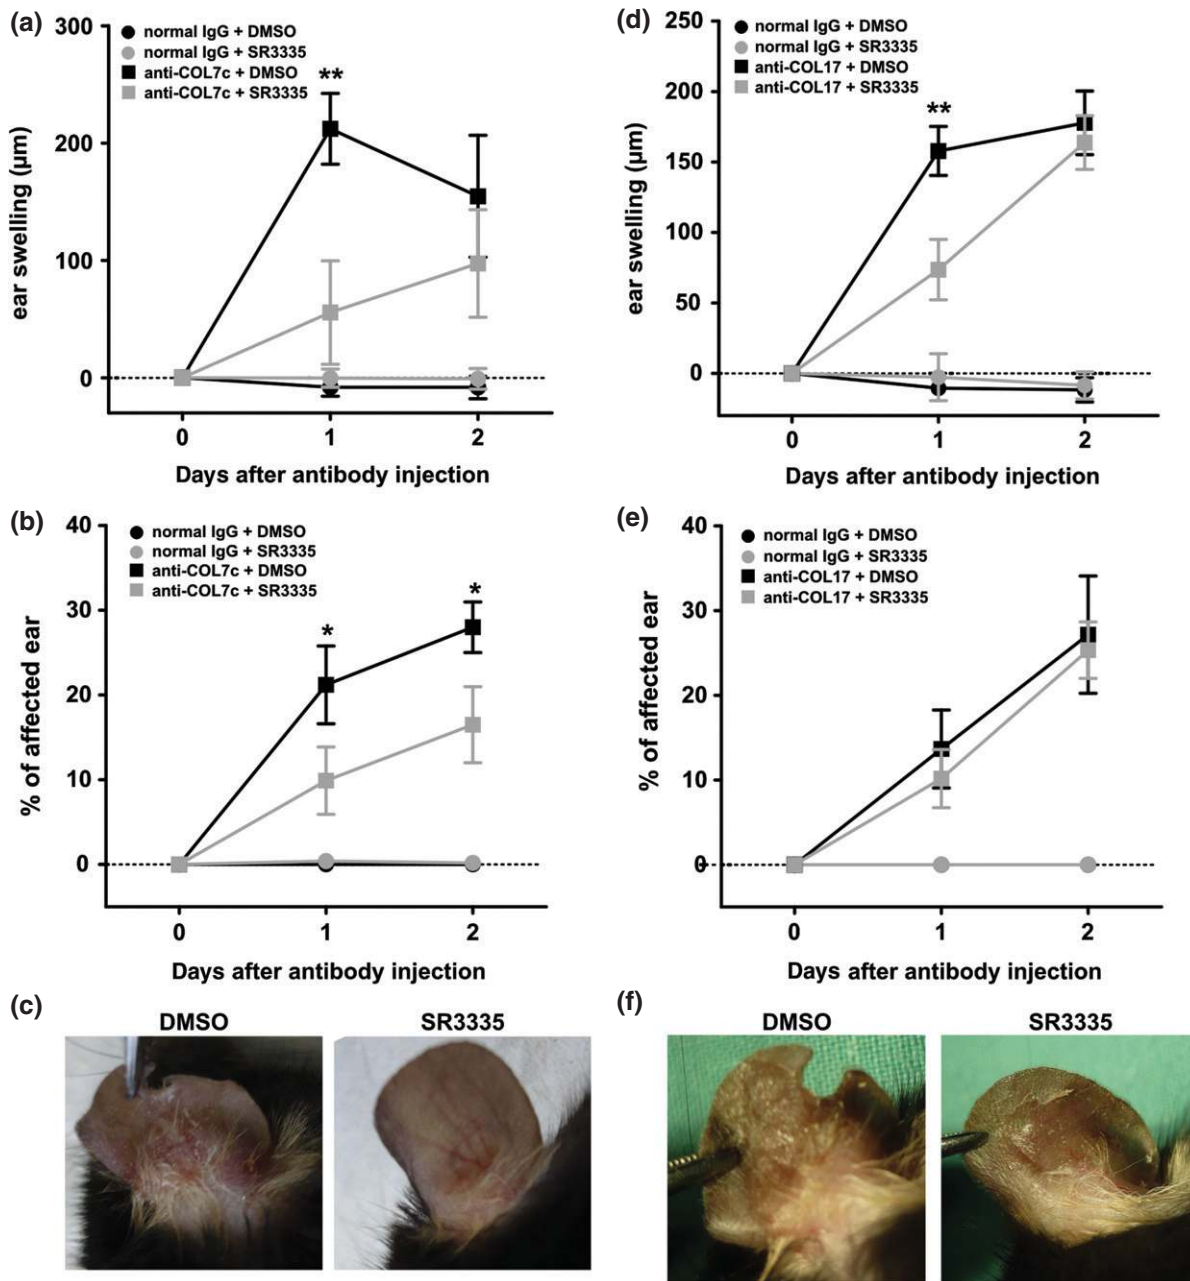 (a)
300
normal IgG + DMSO
normal IgG + SR3335
anti-COL7c + DMSO
anti-COL7c + SR3335
**
200
100
0
ear swelling (µm)
0 1 2
Days after antibody injection
(d)
250
normal IgG + DMSO
normal IgG + SR3335
anti-COL17 + DMSO
anti-COL17 + SR3335
200
**
150
100
50
0
ear swelling (µm)
0 1 2
Days after antibody injection
(b)
40
normal IgG + DMSO
normal IgG + SR3335
anti-COL7c + DMSO
anti-COL7c + SR3335
30
* *
20
10
0
% of affected ear
0 1 2
Days after antibody injection
(e)
40
normal IgG + DMSO
normal IgG + SR3335
anti-COL17 + DMSO
anti-COL17 + SR3335
30
20
10
0
% of affected ear
0 1 2
Days after antibody injection
(c)
DMSO SR3335
(f)
DMSO SR3335